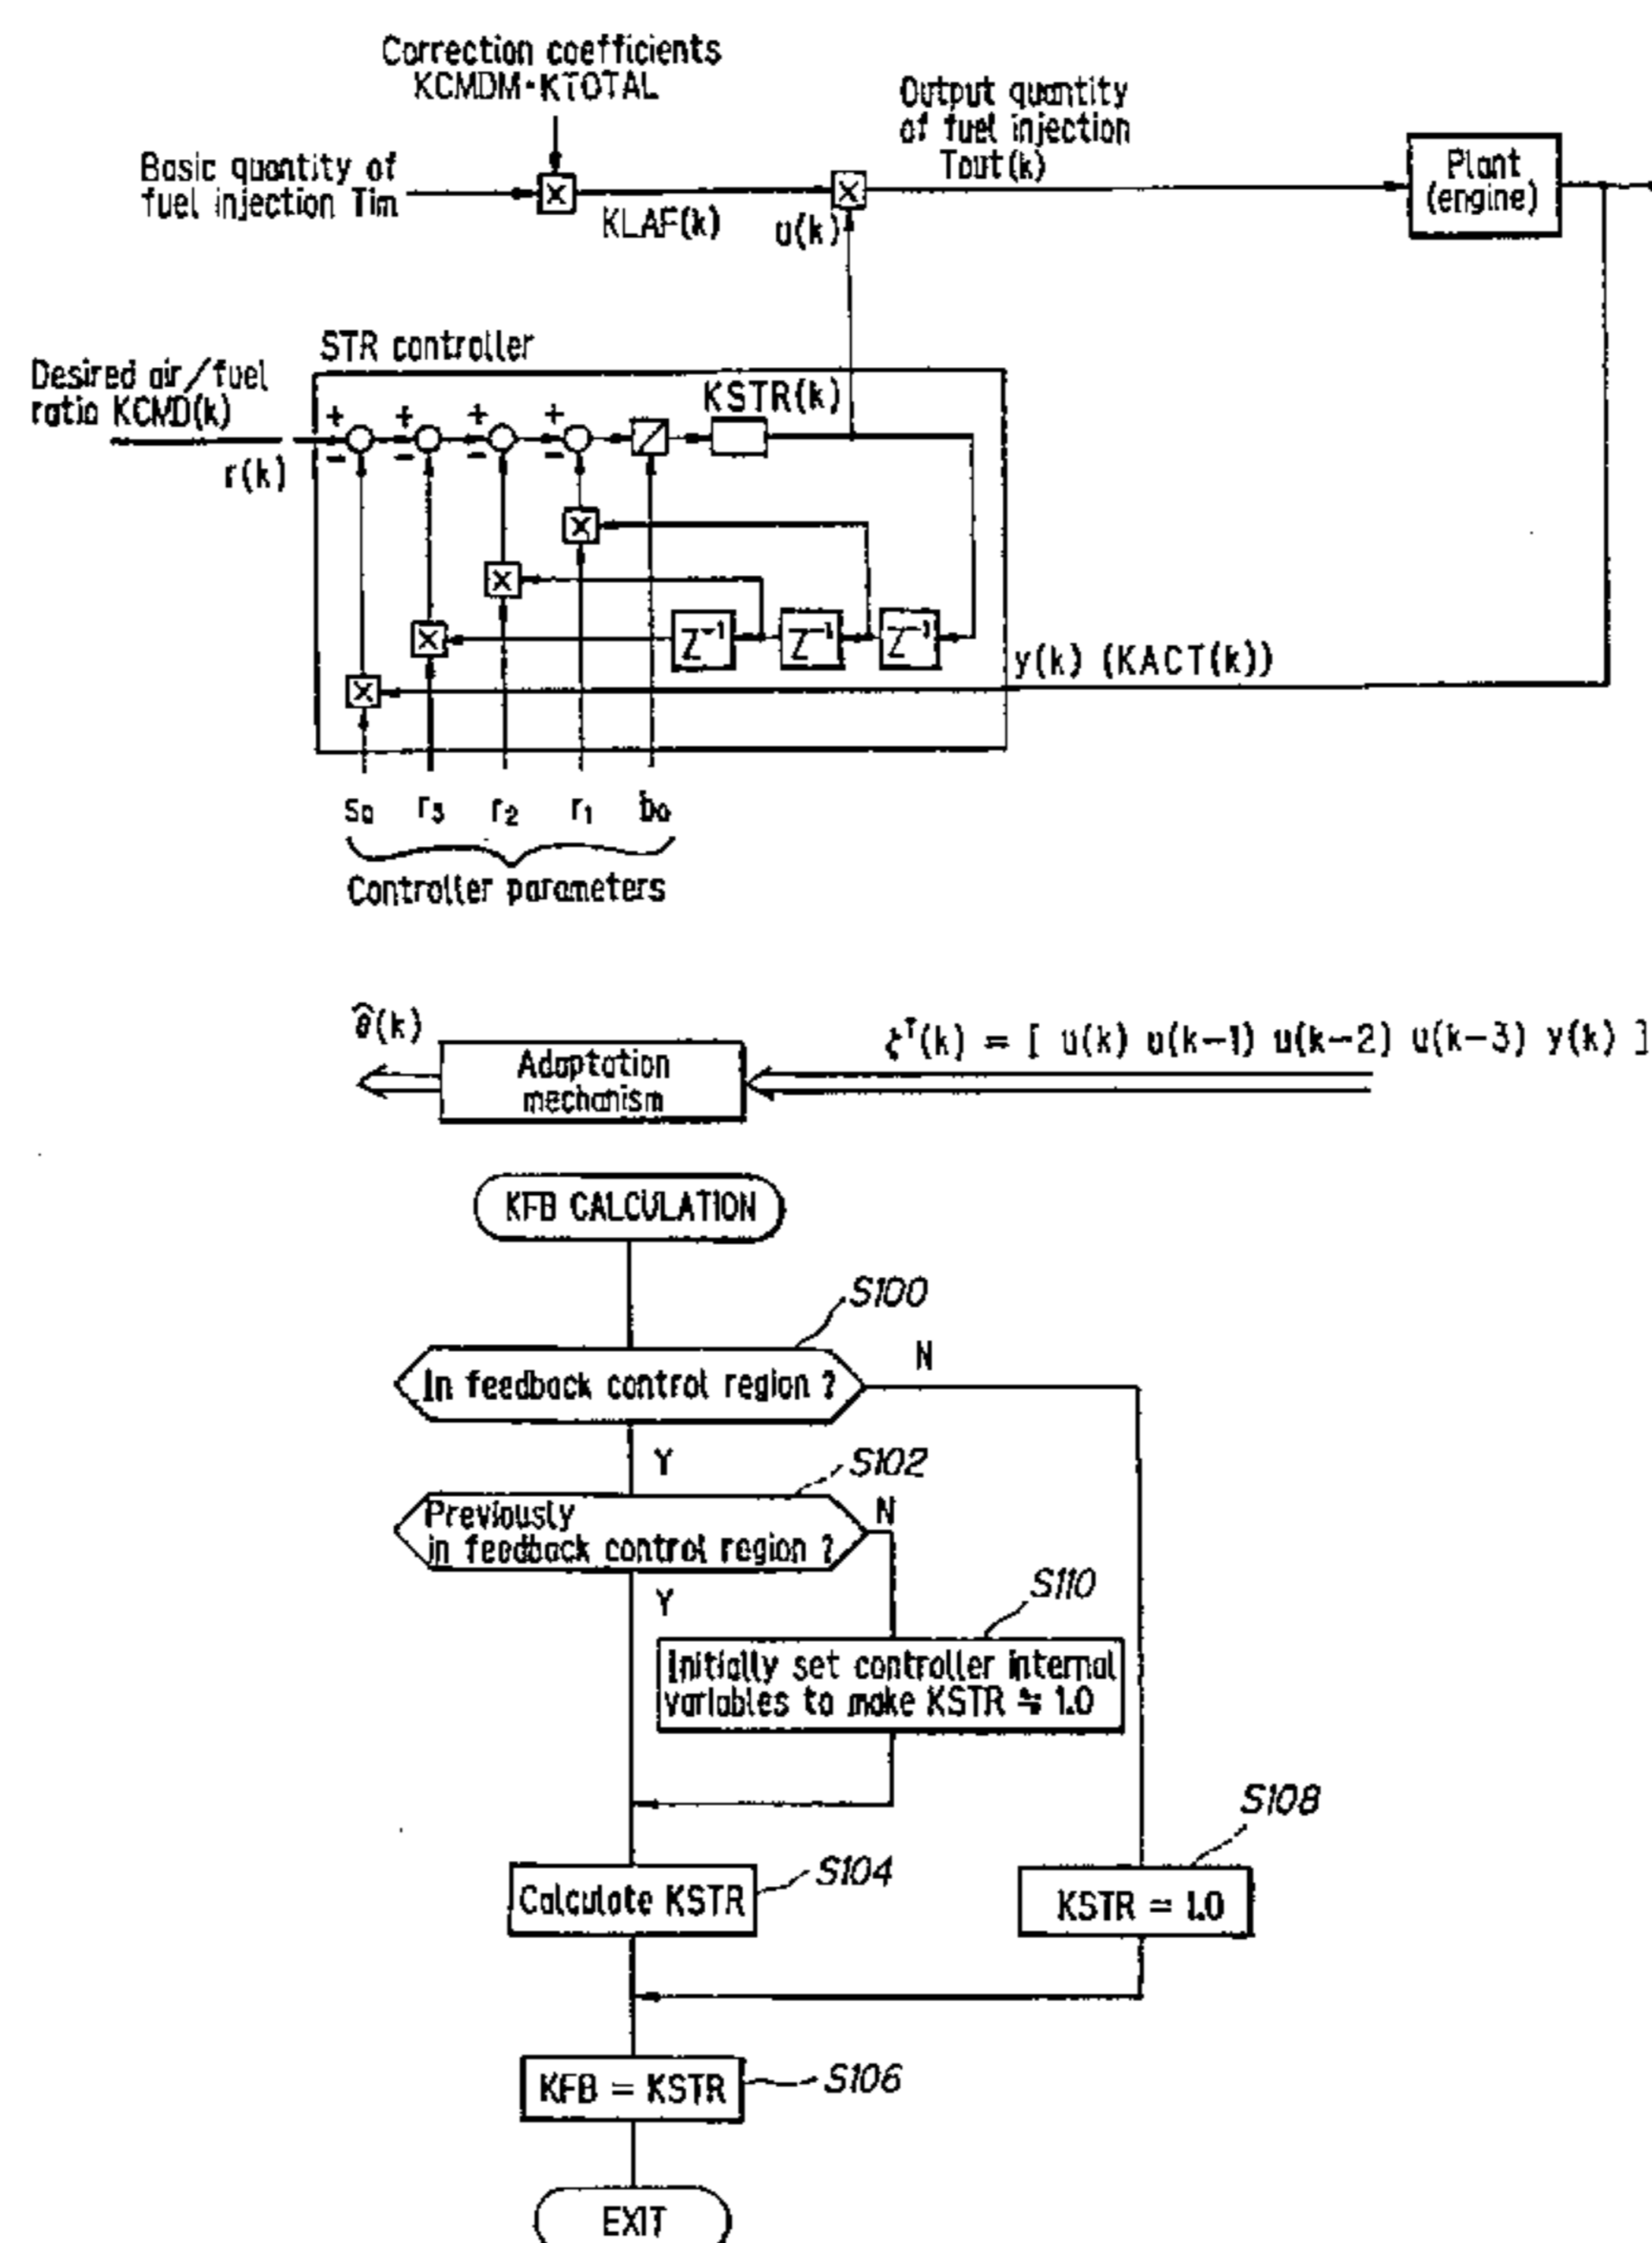 Correction coefficients
KCMDM·KTOTAL
Output quantity
of fuel injection
Tout(k)
Basic quantity of
fuel injection Tim
Plant
(engine)
KLAF(k)
u(k)
STR controller
Desired air/fuel
ratio KCMD(k)
r(k)
KSTR(k)
+ + + +
- - - -
X
X
X
X
X
X
Z⁻¹ Z⁻¹ Z⁻¹
y(k) (KACT(k))
s₀ r₃ r₂ r₁ b₀
Controller parameters
θ̂(k)
Adaptation
mechanism
ζᵀ(k) = [ u(k) u(k-1) u(k-2) u(k-3) y(k) ]
KFB CALCULATION
S100
In feedback control region ?
N
Y
S102
Previously
in feedback control region ?
N
Y
S110
Initially set controller internal
variables to make KSTR ≒ 1.0
S108
S104
Calculate KSTR
KSTR = 1.0
KFB = KSTR
S106
EXIT